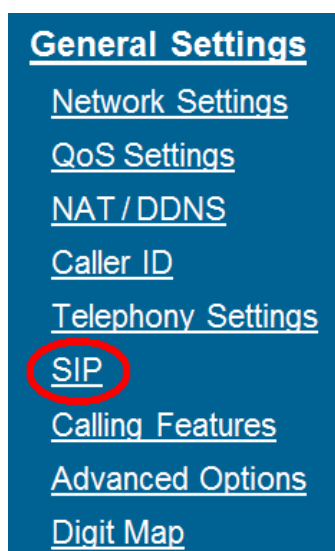 General Settings
Network Settings
QoS Settings
NAT / DDNS
Caller ID
Telephony Settings
SIP
Calling Features
Advanced Options
Digit Map